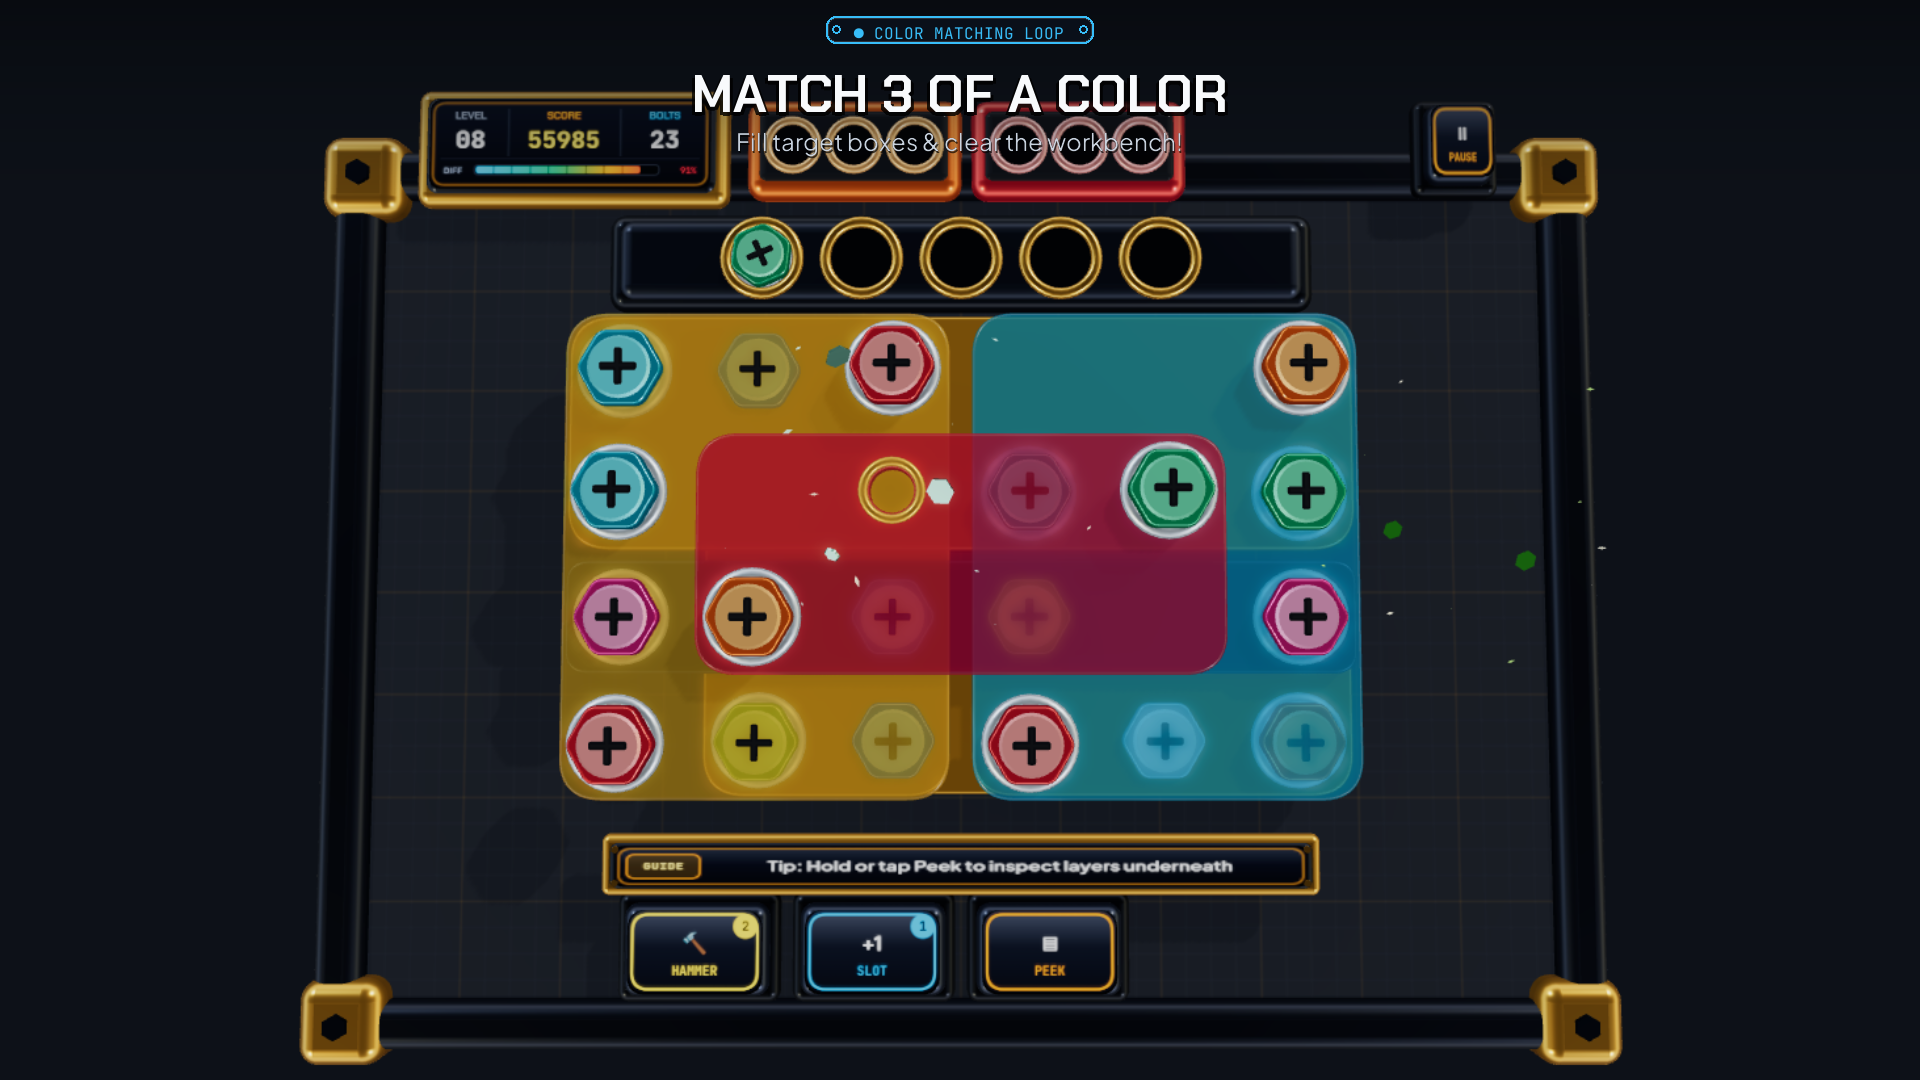 COLOR MATCHING LOOP
MATCH 3 OF A COLOR
Fill target boxes & clear the workbench!
LEVEL
08
SCORE
55985
BOLTS
23
DIFF
91%
PAUSE
GUIDE
Tip: Hold or tap Peek to inspect layers underneath
2
HAMMER
1
+1
SLOT
PEEK